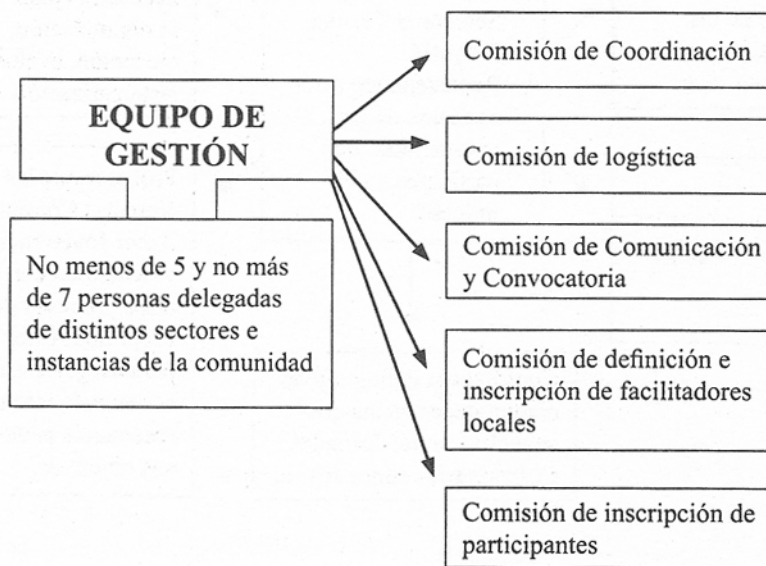 EQUIPO DE
GESTIÓN
No menos de 5 y no más
de 7 personas delegadas
de distintos sectores e
instancias de la comunidad
Comisión de Coordinación
Comisión de logística
Comisión de Comunicación
y Convocatoria
Comisión de definición e
inscripción de facilitadores
locales
Comisión de inscripción de
participantes